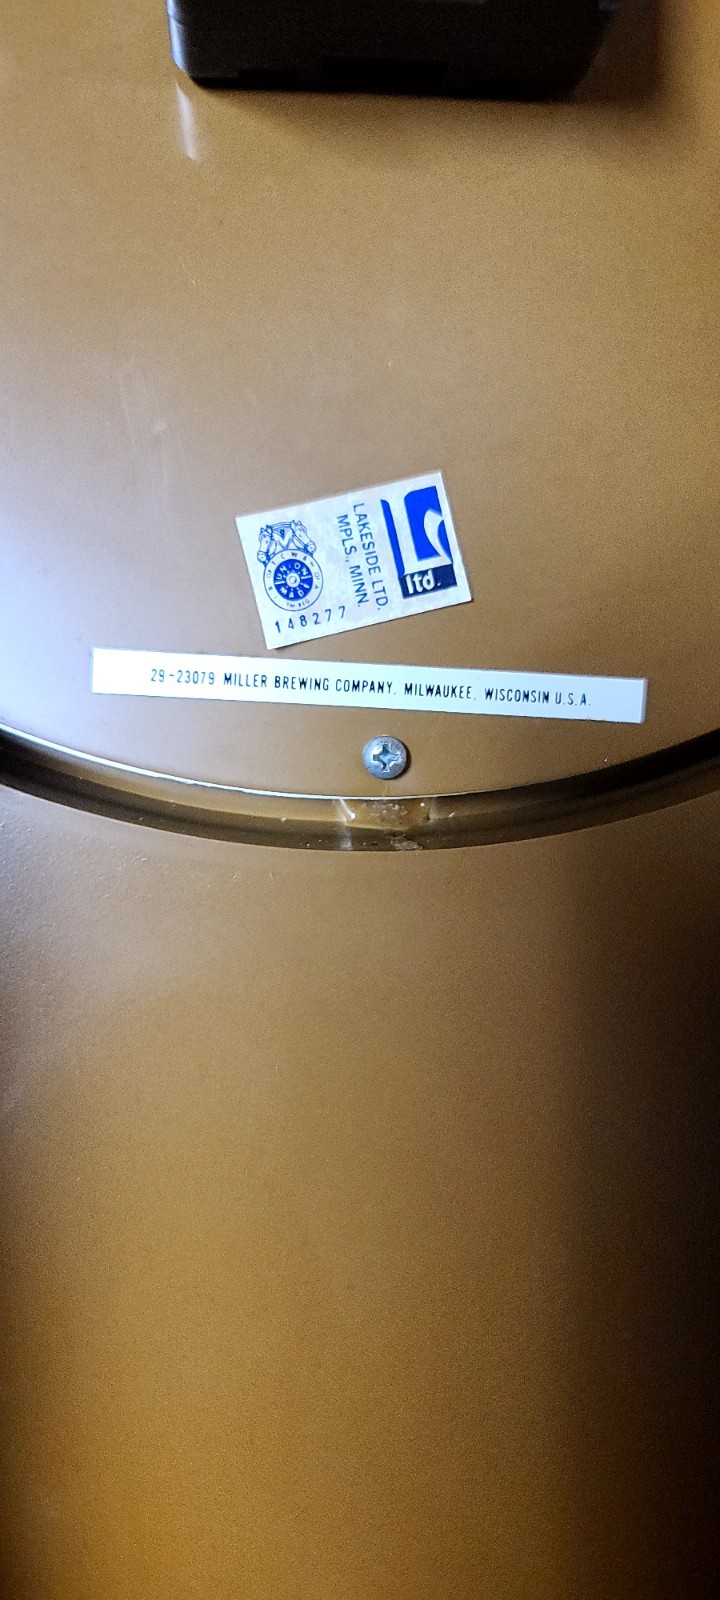 LAKESIDE LTD.
MPLS., MINN.
ltd.
148277
29-23079 MILLER BREWING COMPANY, MILWAUKEE, WISCONSIN U.S.A.